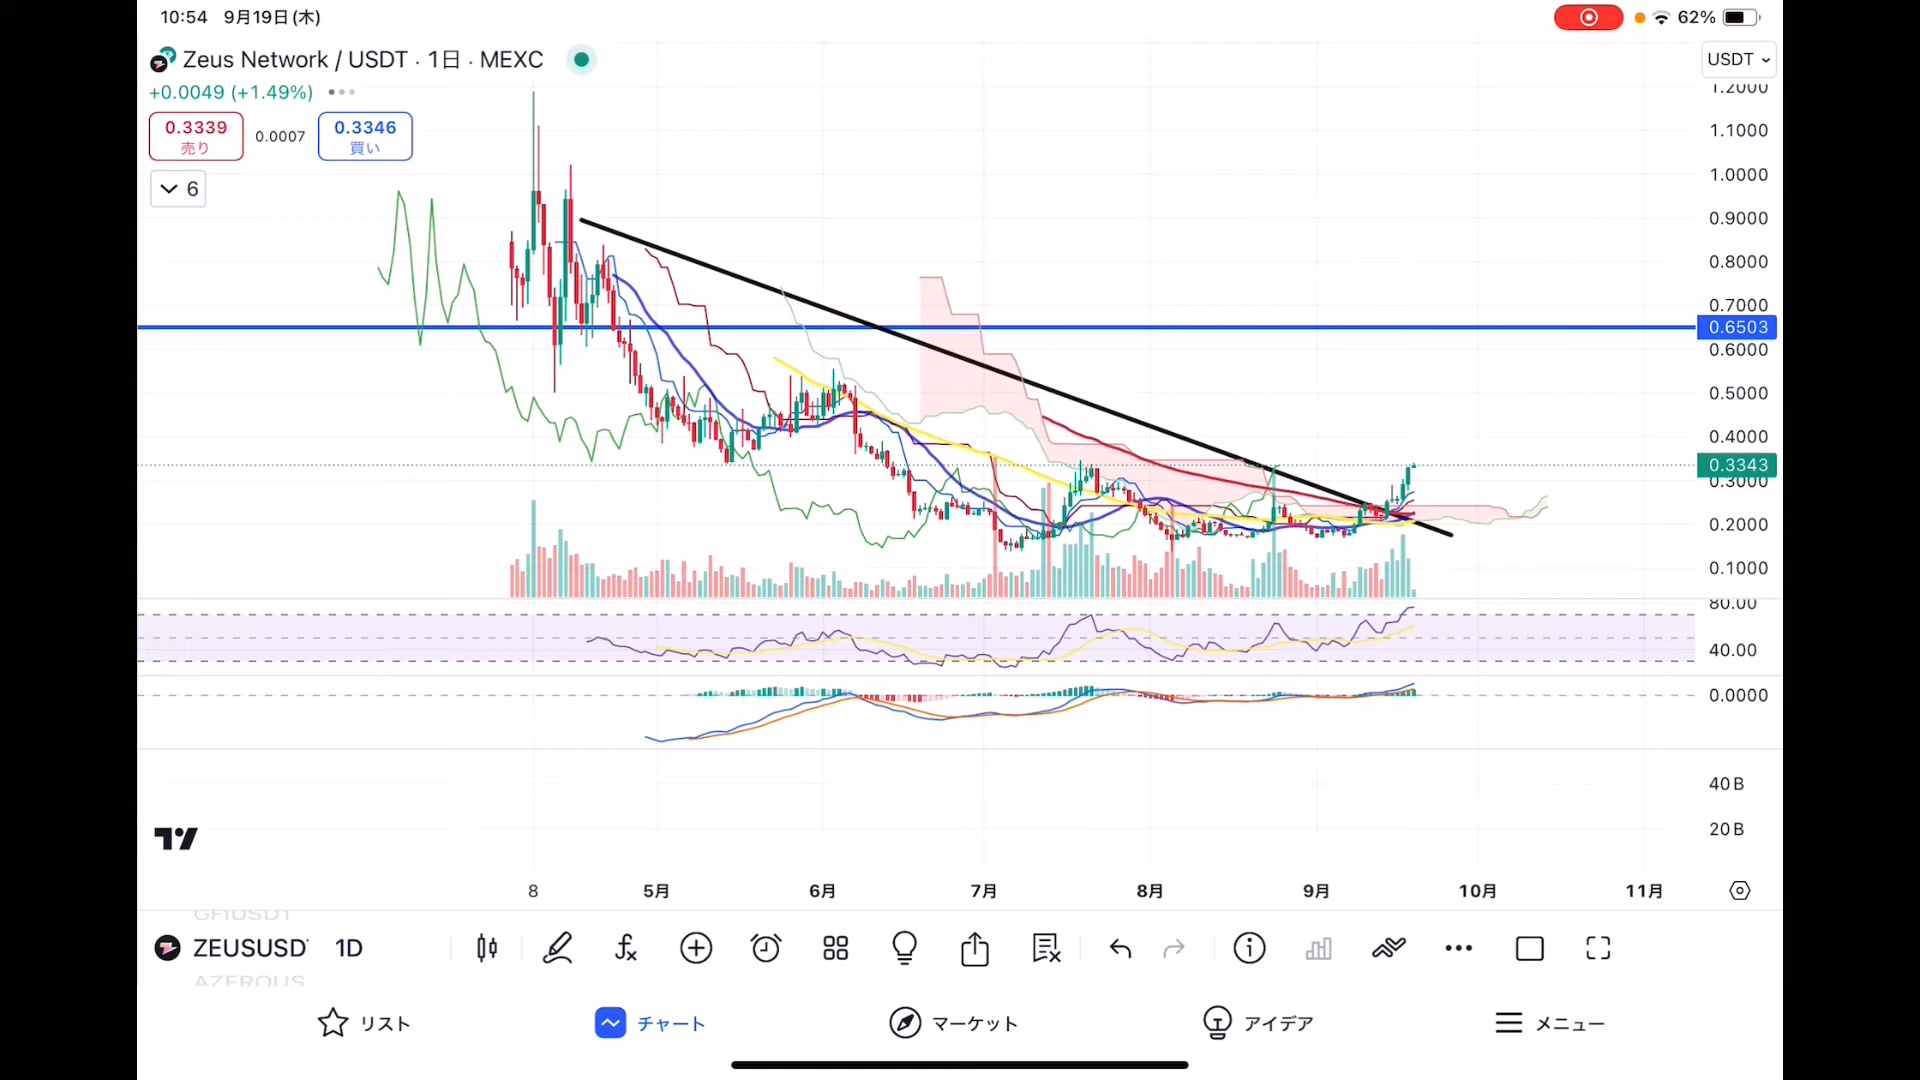 10:54 9月19日(木)
62%
Zeus Network / USDT · 1日 · MEXC
USDT
+0.0049 (+1.49%)
0.3339
売り
0.0007
0.3346
買い
6
1.2000
1.1000
1.0000
0.9000
0.8000
0.7000
0.6503
0.6000
0.5000
0.4000
0.3343
0.3000
0.2000
0.1000
80.00
40.00
0.0000
40 B
20 B
8 5月 6月 7月 8月 9月 10月 11月
GFIUSDT
ZEUSUSD 1D
AZEROUS
リスト チャート マーケット アイデア メニュー